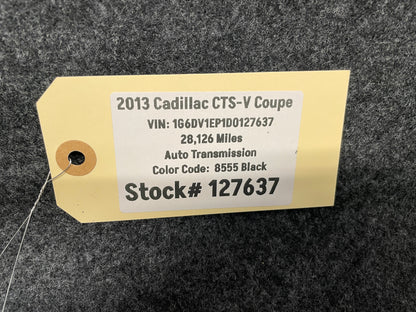 2013 Cadillac CTS-V Coupe
VIN: 1G6DV1EP1D0127637
28,126 Miles
Auto Transmission
Color Code: 8555 Black
Stock# 127637